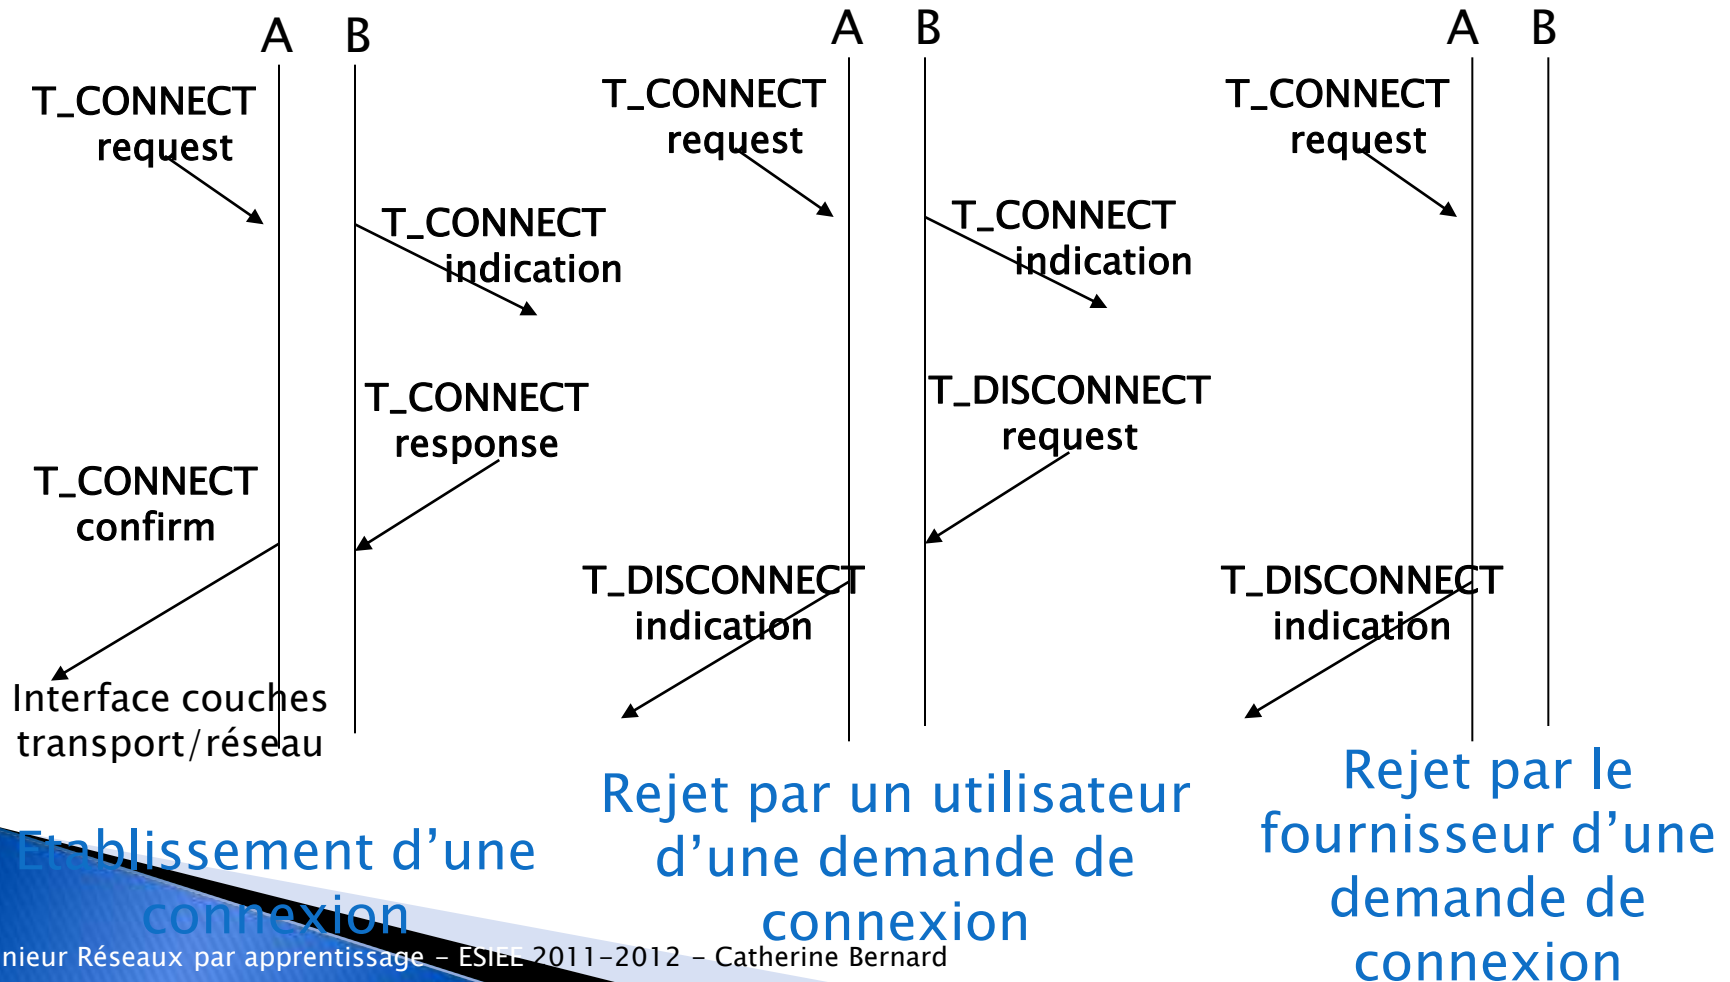 A B
T_CONNECT
request
T_CONNECT
indication
T_CONNECT
response
T_CONNECT
confirm
Interface couches
transport/réseau
Etablissement d’une
connexion
A B
T_CONNECT
request
T_CONNECT
indication
T_DISCONNECT
request
T_DISCONNECT
indication
Rejet par un utilisateur
d’une demande de
connexion
A B
T_CONNECT
request
T_DISCONNECT
indication
Rejet par le
fournisseur d’une
demande de
connexion
nieur Réseaux par apprentissage - ESIEE 2011-2012 - Catherine Bernard